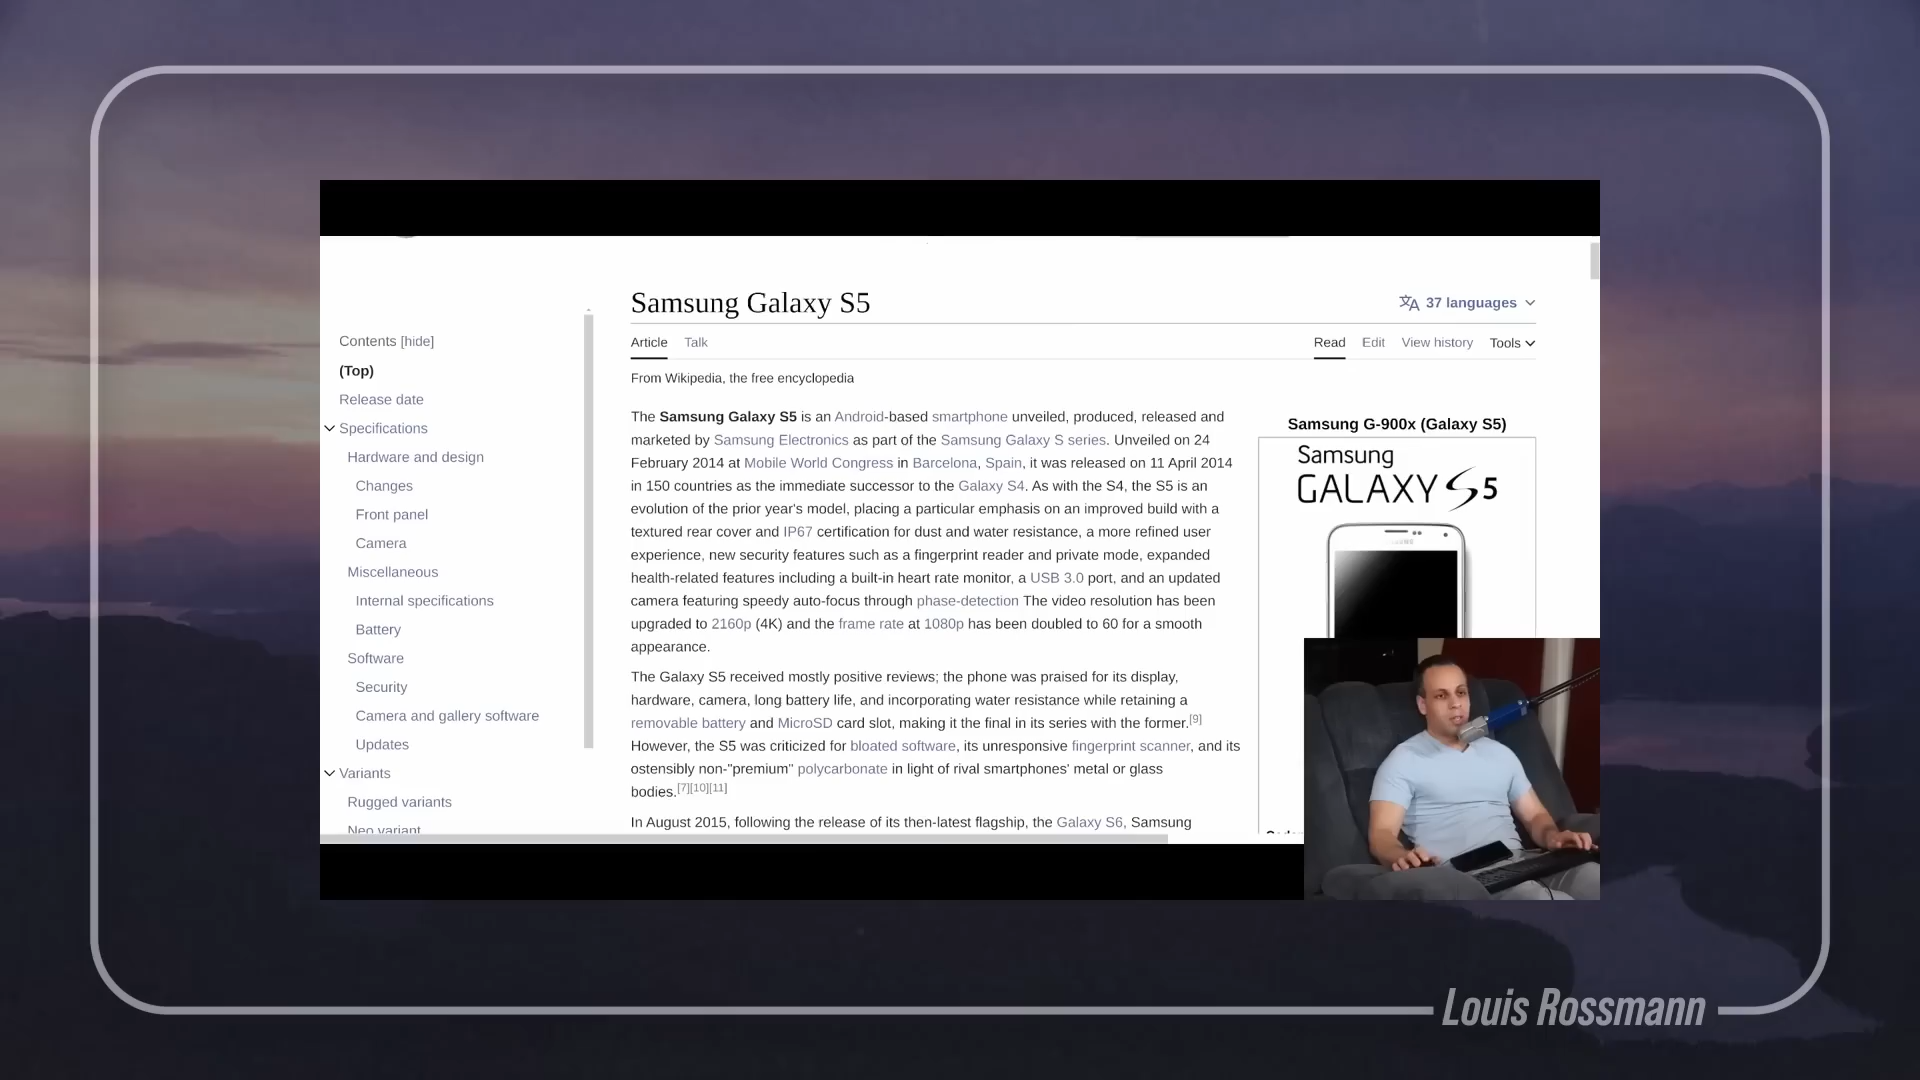 Samsung Galaxy S5
37 languages
Contents [hide]
(Top)
Release date
Specifications
Hardware and design
Changes
Front panel
Camera
Miscellaneous
Internal specifications
Battery
Software
Security
Camera and gallery software
Updates
Variants
Rugged variants
Neo variant
Article Talk
Read Edit View history Tools
From Wikipedia, the free encyclopedia
The Samsung Galaxy S5 is an Android-based smartphone unveiled, produced, released and
marketed by Samsung Electronics as part of the Samsung Galaxy S series. Unveiled on 24
February 2014 at Mobile World Congress in Barcelona, Spain, it was released on 11 April 2014
in 150 countries as the immediate successor to the Galaxy S4. As with the S4, the S5 is an
evolution of the prior year's model, placing a particular emphasis on an improved build with a
textured rear cover and IP67 certification for dust and water resistance, a more refined user
experience, new security features such as a fingerprint reader and private mode, expanded
health-related features including a built-in heart rate monitor, a USB 3.0 port, and an updated
camera featuring speedy auto-focus through phase-detection The video resolution has been
upgraded to 2160p (4K) and the frame rate at 1080p has been doubled to 60 for a smooth
appearance.
The Galaxy S5 received mostly positive reviews; the phone was praised for its display,
hardware, camera, long battery life, and incorporating water resistance while retaining a
removable battery and MicroSD card slot, making it the final in its series with the former.[9]
However, the S5 was criticized for bloated software, its unresponsive fingerprint scanner, and its
ostensibly non-"premium" polycarbonate in light of rival smartphones' metal or glass
bodies.[7][10][11]
In August 2015, following the release of its then-latest flagship, the Galaxy S6, Samsung
Samsung G-900x (Galaxy S5)
Samsung
GALAXY S5
Louis Rossmann